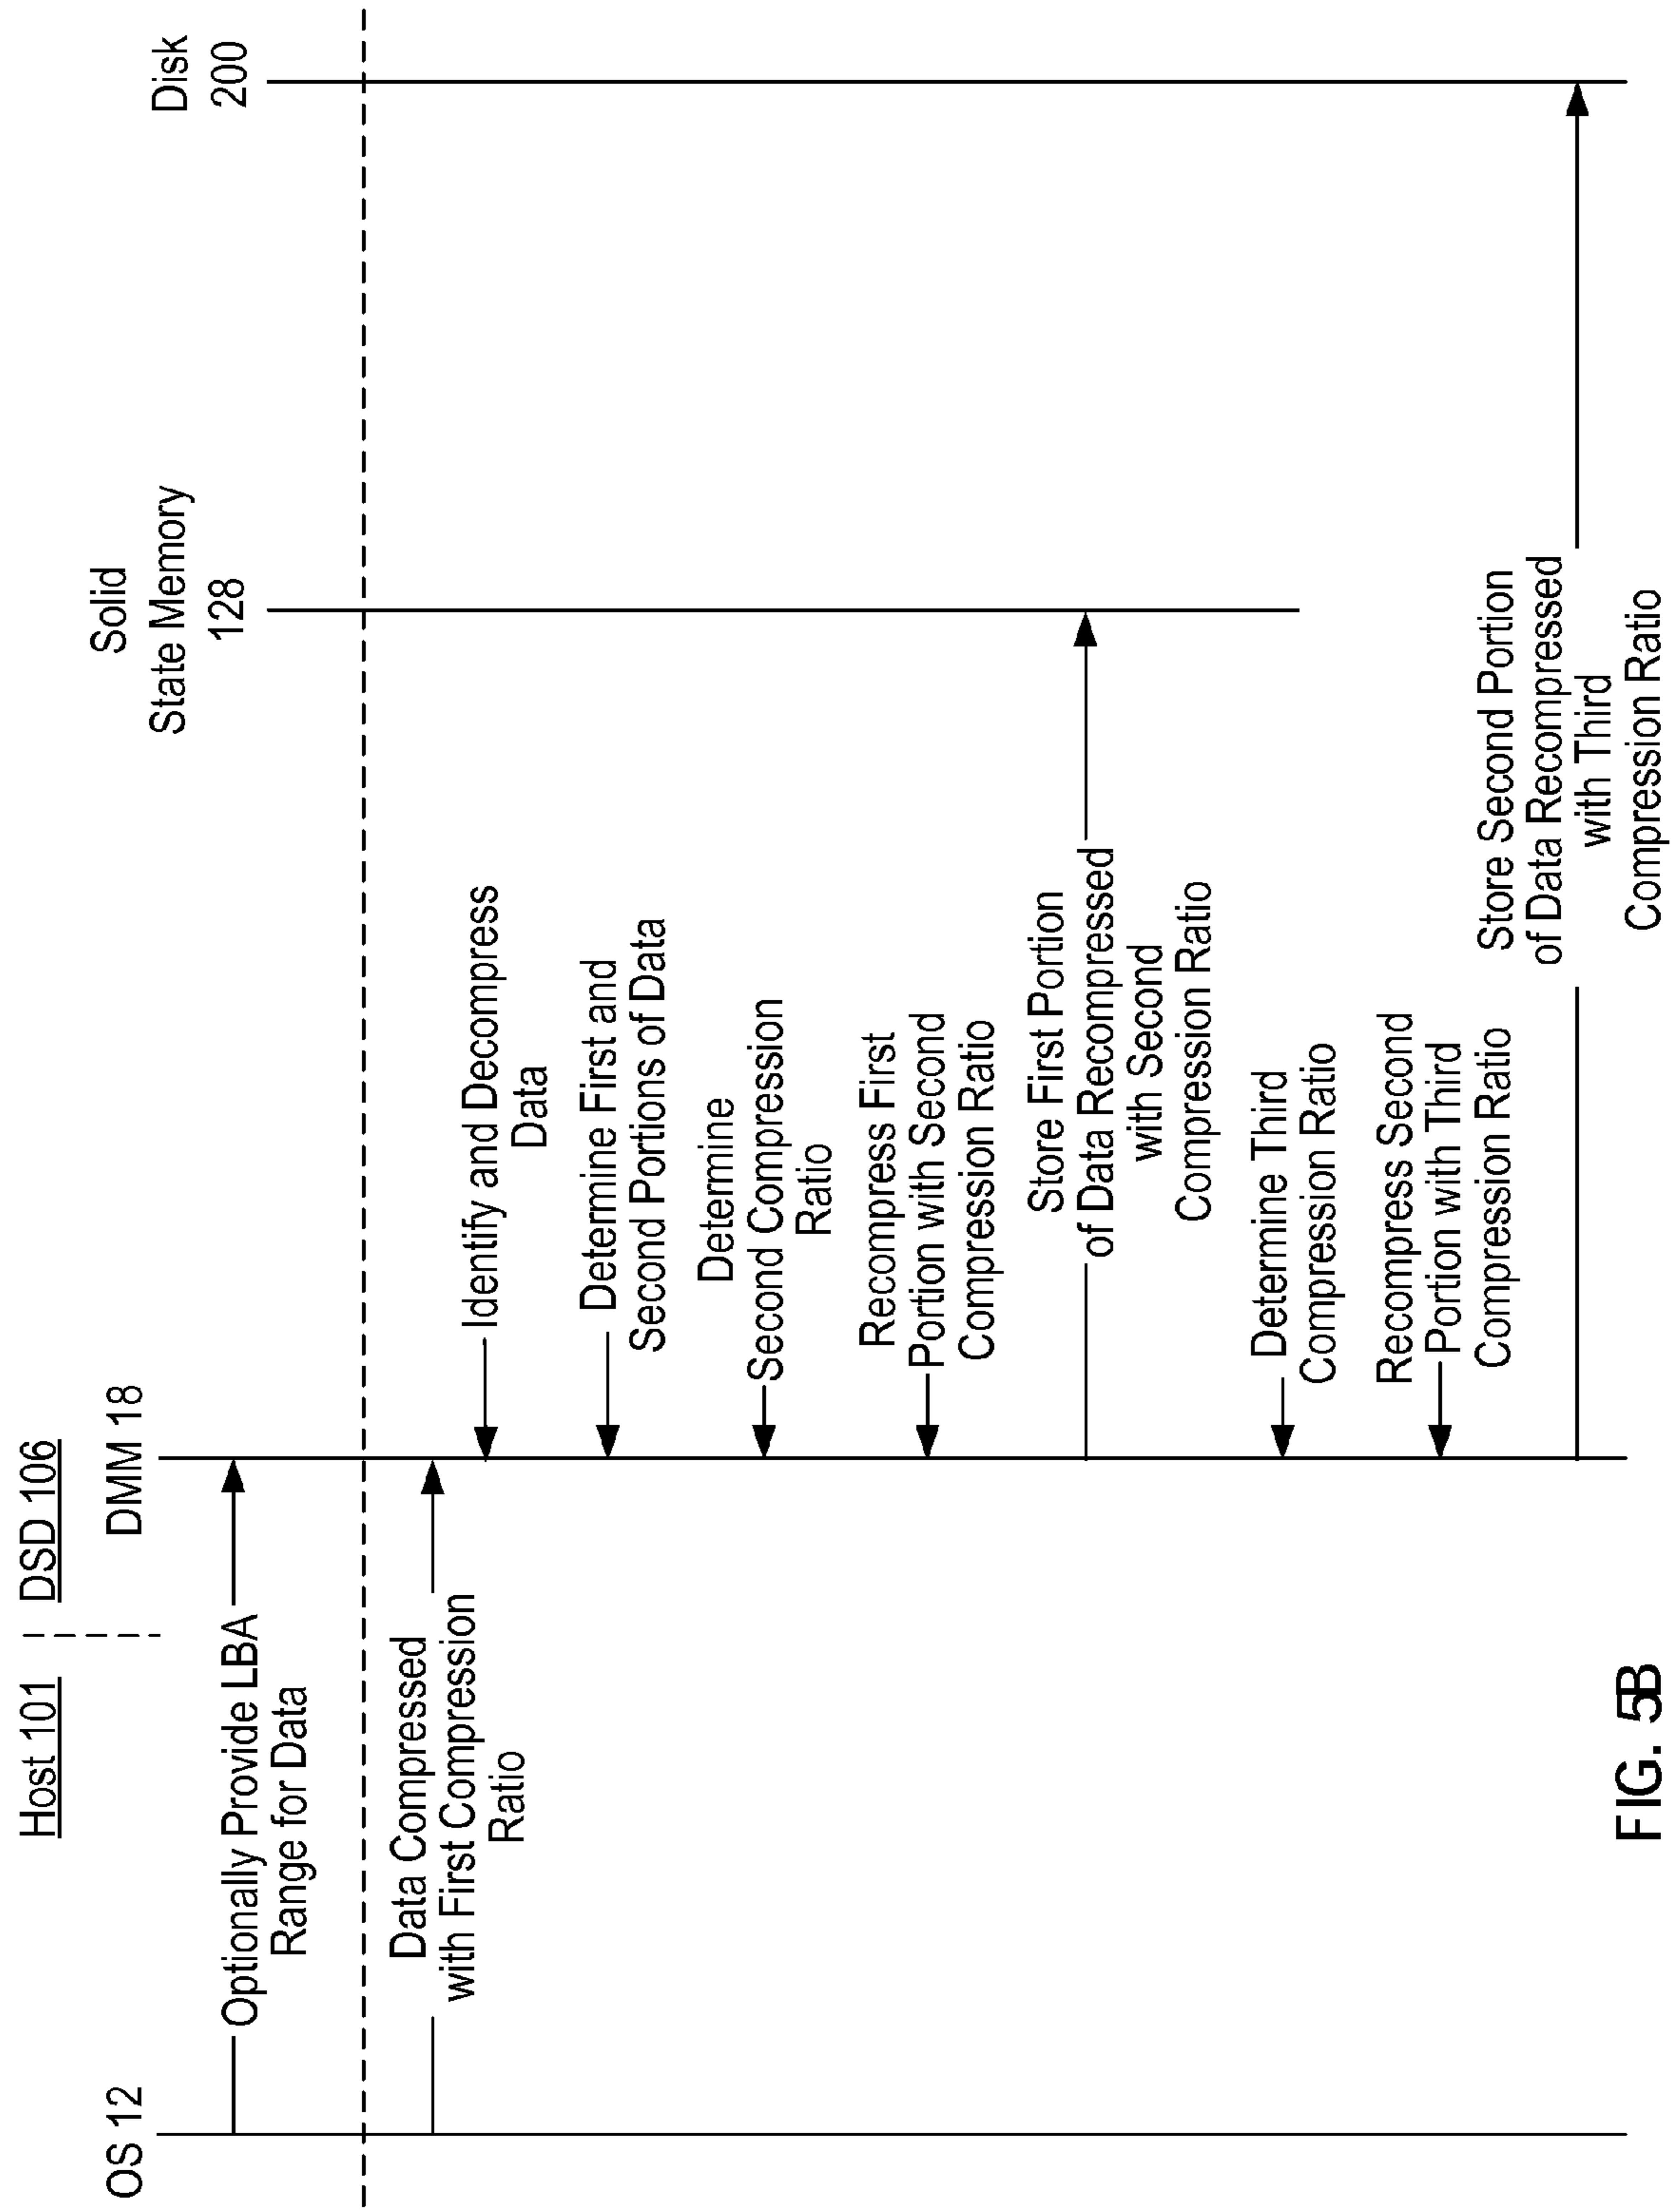 Host 101
DSD 106
OS 12
DMM 18
Solid
State Memory
128
Disk
200
Optionally Provide LBA
Range for Data
Data Compressed
with First Compression
Ratio
Identify and Decompress
Data
Determine First and
Second Portions of Data
Determine
Second Compression
Ratio
Recompress First
Portion with Second
Compression Ratio
Store First Portion
of Data Recompressed
with Second
Compression Ratio
Determine Third
Compression Ratio
Recompress Second
Portion with Third
Compression Ratio
Store Second Portion
of Data Recompressed
with Third
Compression Ratio
FIG. 5B